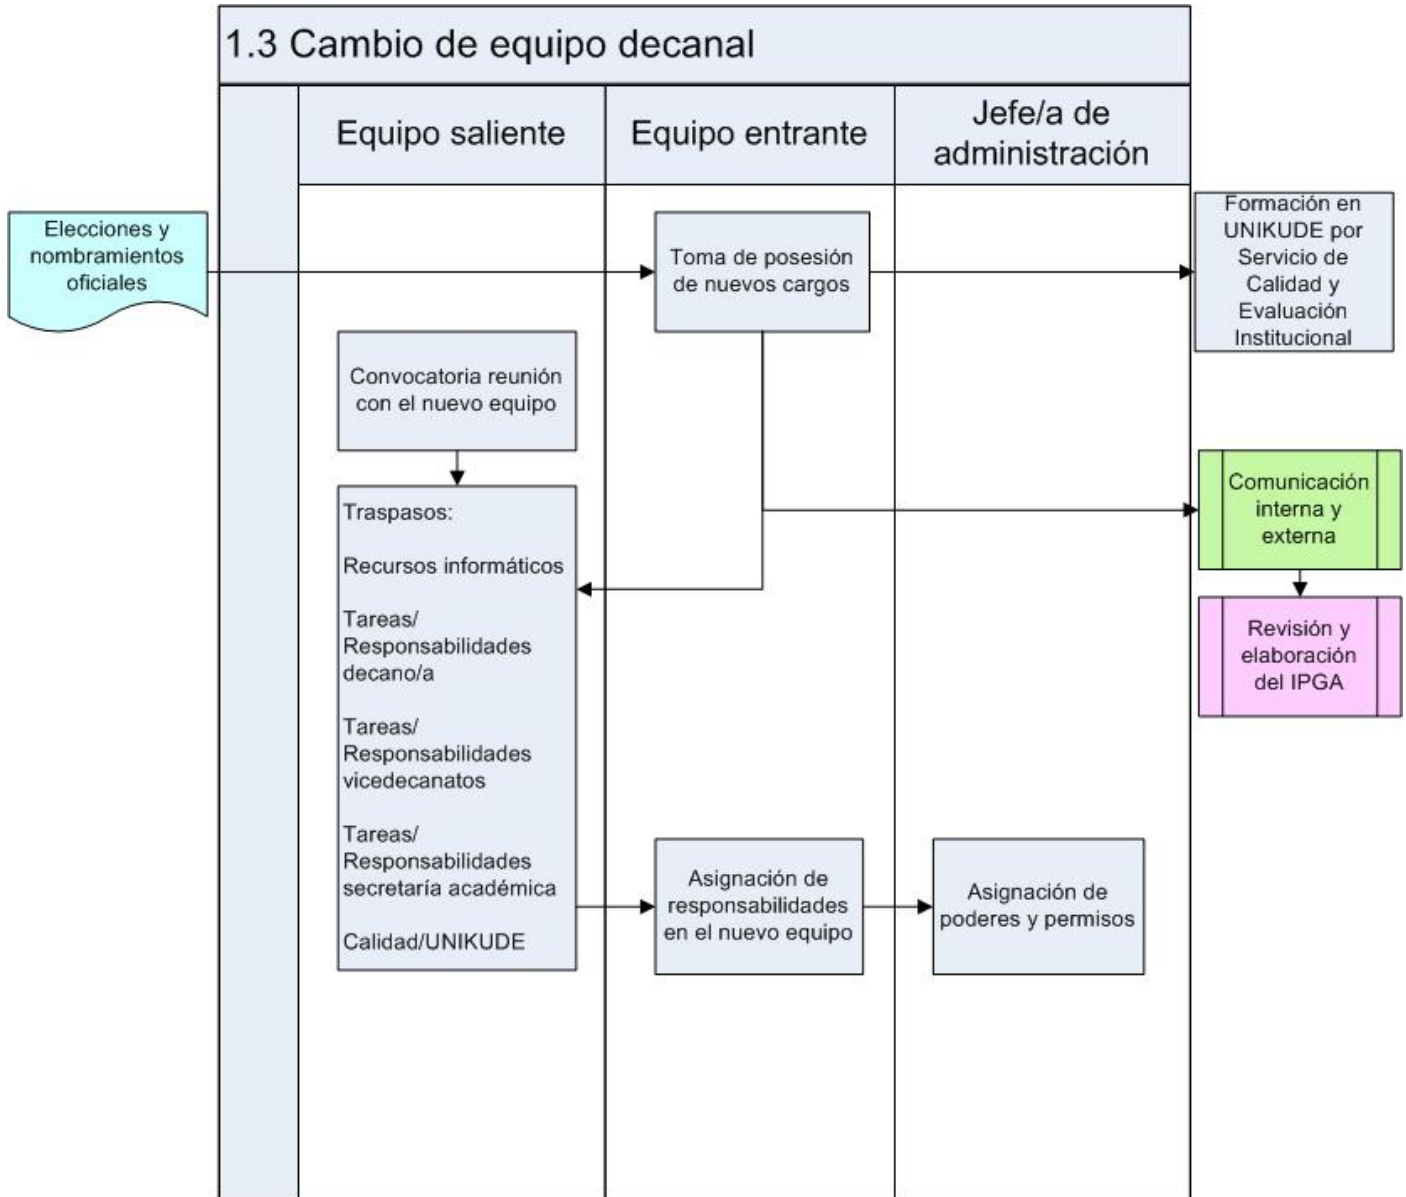 1.3 Cambio de equipo decanal
Equipo saliente
Equipo entrante
Jefe/a de
administración
Elecciones y
nombramientos
oficiales
Toma de posesión
de nuevos cargos
Formación en
UNIKUDE por
Servicio de
Calidad y
Evaluación
Institucional
Convocatoria reunión
con el nuevo equipo
Comunicación
interna y
externa
Traspasos:
Recursos informáticos
Tareas/
Responsabilidades
decano/a
Tareas/
Responsabilidades
vicedecanatos
Tareas/
Responsabilidades
secretaría académica
Calidad/UNIKUDE
Revisión y
elaboración
del IPGA
Asignación de
responsabilidades
en el nuevo equipo
Asignación de
poderes y permisos